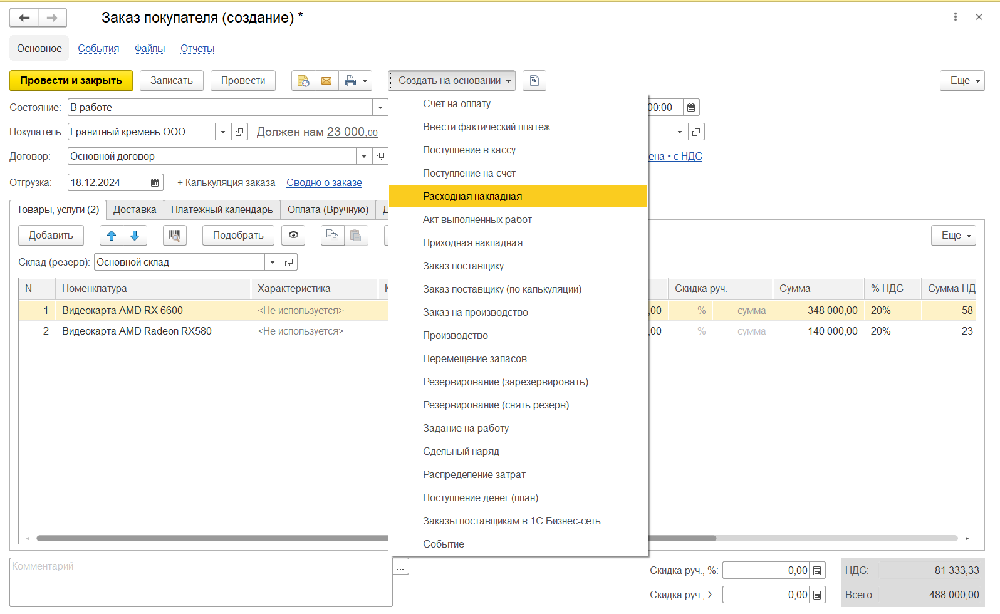 Заказ покупателя (создание) *
Основное События Файлы Отчеты
Провести и закрыть Записать Провести Создать на основании Еще
Состояние: В работе 00:00
Покупатель: Гранитный кремень ООО Должен нам 23 000,00
Договор: Основной договор ена • с НДС
Отгрузка: 18.12.2024 + Калькуляция заказа Сводно о заказе
Товары, услуги (2) Доставка Платежный календарь Оплата (Вручную)
Добавить Подобрать Еще
Склад (резерв): Основной склад
N Номенклатура Характеристика Скидка руч. Сумма % НДС Сумма НД
1 Видеокарта AMD RX 6600 <Не используется> ,00 % сумма 348 000,00 20% 58
2 Видеокарта AMD Radeon RX580 <Не используется> ,00 % сумма 140 000,00 20% 23
Счет на оплату
Ввести фактический платеж
Поступление в кассу
Поступление на счет
Расходная накладная
Акт выполненных работ
Приходная накладная
Заказ поставщику
Заказ поставщику (по калькуляции)
Заказ на производство
Производство
Перемещение запасов
Резервирование (зарезервировать)
Резервирование (снять резерв)
Задание на работу
Сдельный наряд
Распределение затрат
Поступление денег (план)
Заказы поставщикам в 1С:Бизнес-сеть
Событие
Комментарий ...
Скидка руч., %: 0,00 НДС: 81 333,33
Скидка руч., Σ: 0,00 Всего: 488 000,00